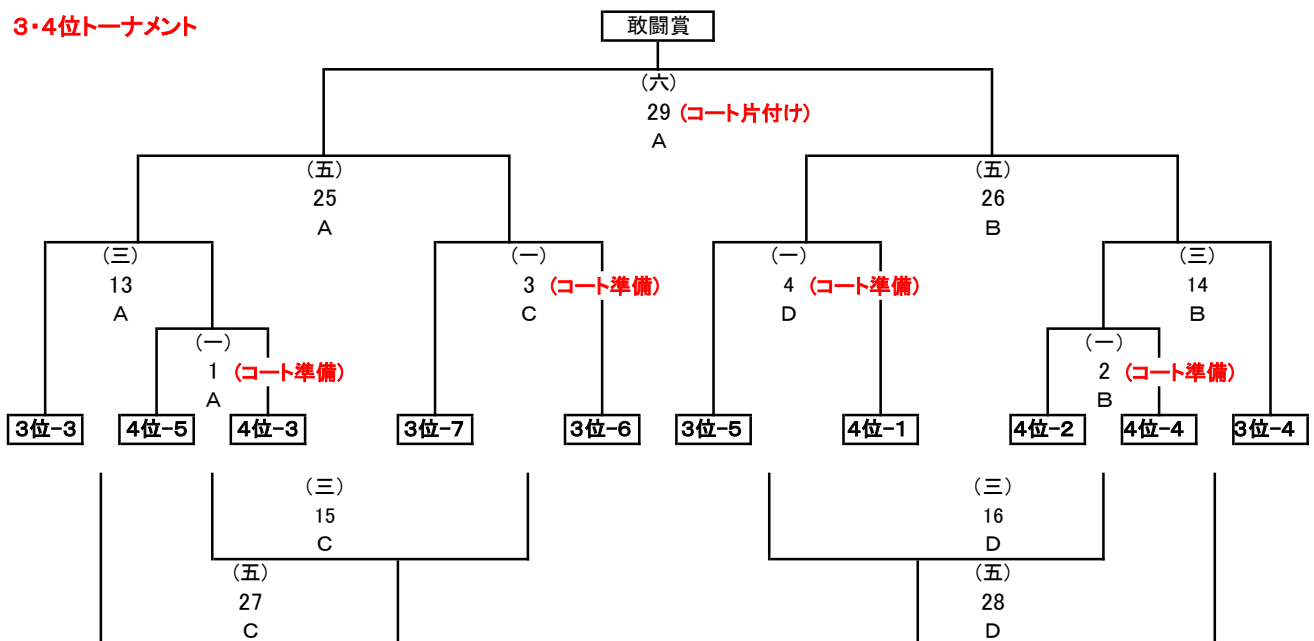 3・4位トーナメント
敢闘賞
(六)
29 (コート片付け)
A
(五)
25
A
(五)
26
B
(三)
13
A
(一)
3 (コート準備)
C
(一)
4 (コート準備)
D
(三)
14
B
(一)
1 (コート準備)
A
(一)
2 (コート準備)
B
3位-3 4位-5 4位-3 3位-7 3位-6 3位-5 4位-1 4位-2 4位-4 3位-4
(三)
15
C
(三)
16
D
(五)
27
C
(五)
28
D